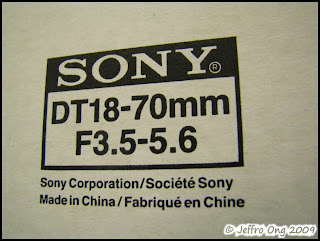 SONY®
DT18-70mm
F3.5-5.6
Sony Corporation/Société Sony
Made in China/Fabriqué en Chine
© Jeffro Ong 2009